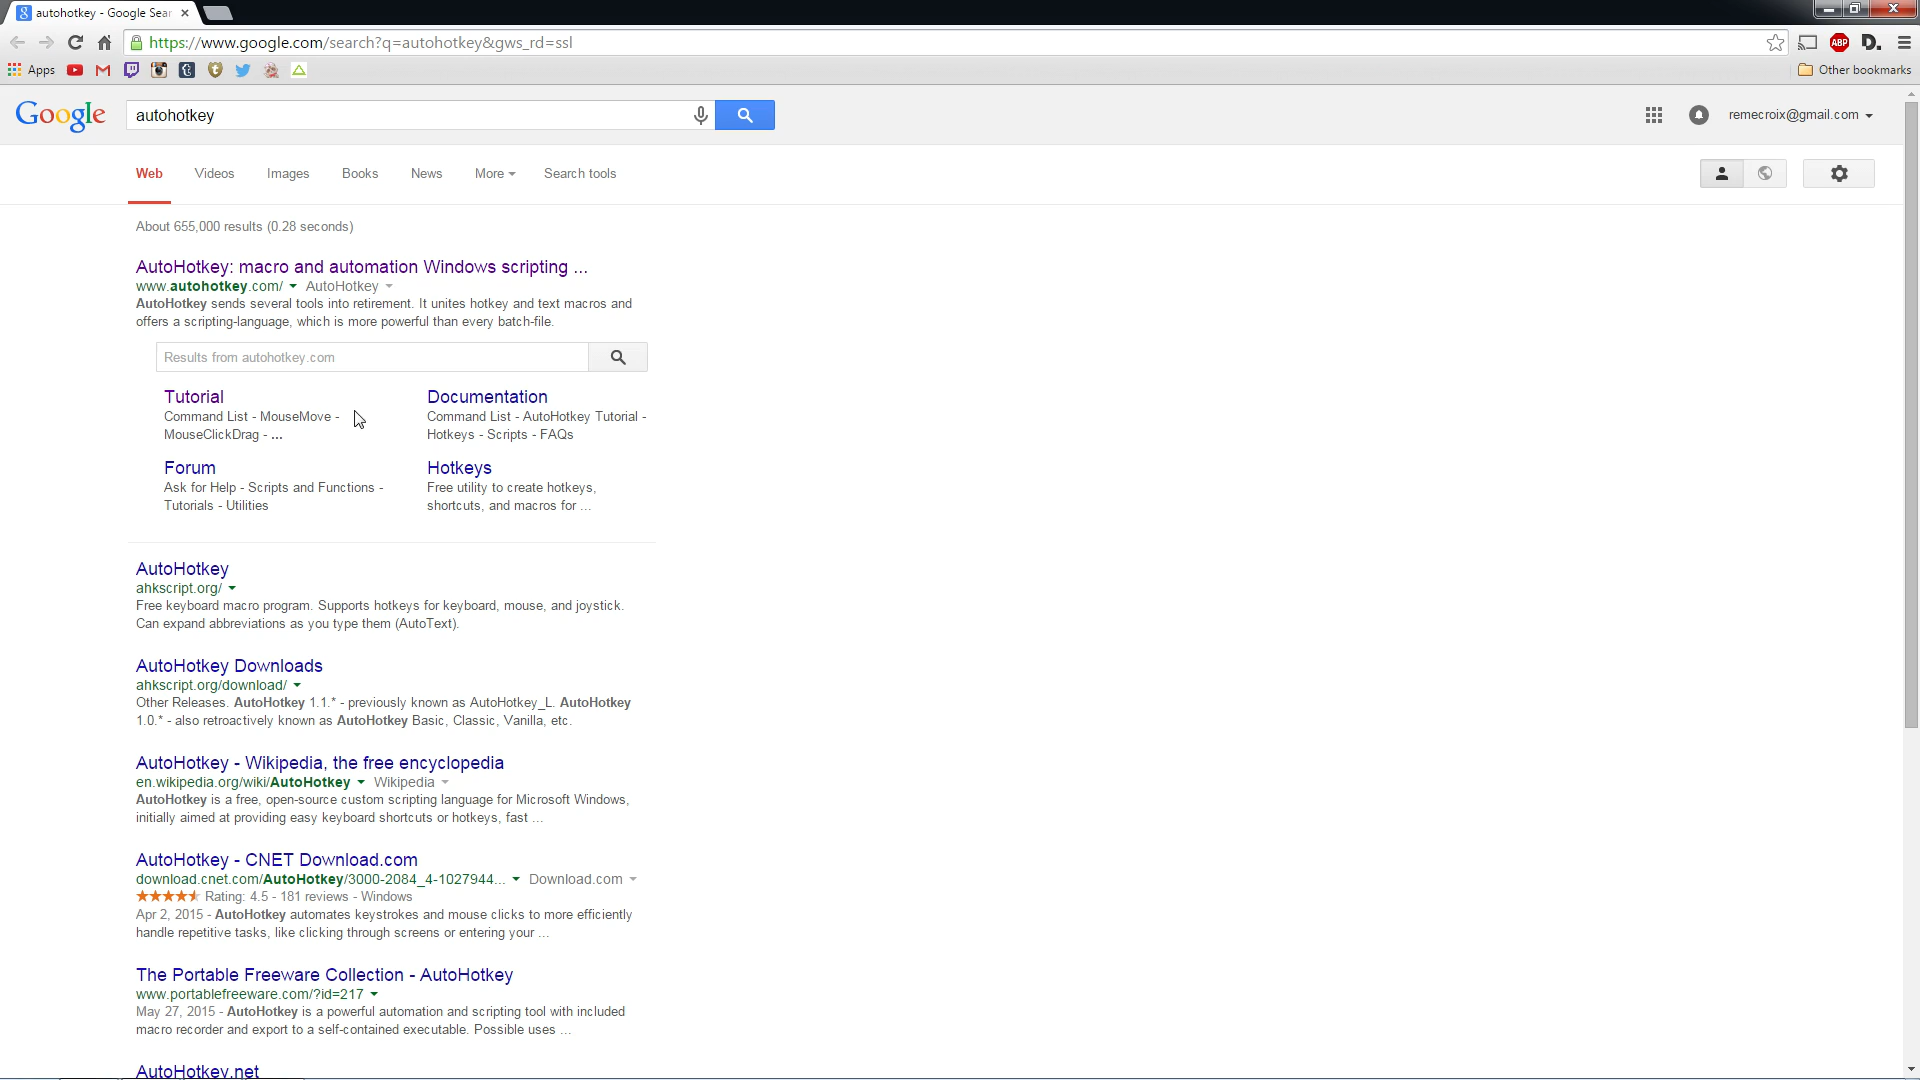 autohotkey - Google Sear
https://www.google.com/search?q=autohotkey&gws_rd=ssl
ABP
D.
Apps
Other bookmarks
Google
autohotkey
remecroix@gmail.com
Web Videos Images Books News More Search tools
About 655,000 results (0.28 seconds)
AutoHotkey: macro and automation Windows scripting ...
www.autohotkey.com/ AutoHotkey
AutoHotkey sends several tools into retirement. It unites hotkey and text macros and
offers a scripting-language, which is more powerful than every batch-file.
Results from autohotkey.com
Tutorial
Command List - MouseMove -
MouseClickDrag - ...
Documentation
Command List - AutoHotkey Tutorial -
Hotkeys - Scripts - FAQs
Forum
Ask for Help - Scripts and Functions -
Tutorials - Utilities
Hotkeys
Free utility to create hotkeys,
shortcuts, and macros for ...
AutoHotkey
ahkscript.org/
Free keyboard macro program. Supports hotkeys for keyboard, mouse, and joystick.
Can expand abbreviations as you type them (AutoText).
AutoHotkey Downloads
ahkscript.org/download/
Other Releases. AutoHotkey 1.1.* - previously known as AutoHotkey_L. AutoHotkey
1.0.* - also retroactively known as AutoHotkey Basic, Classic, Vanilla, etc.
AutoHotkey - Wikipedia, the free encyclopedia
en.wikipedia.org/wiki/AutoHotkey Wikipedia
AutoHotkey is a free, open-source custom scripting language for Microsoft Windows,
initially aimed at providing easy keyboard shortcuts or hotkeys, fast ...
AutoHotkey - CNET Download.com
download.cnet.com/AutoHotkey/3000-2084_4-1027944... Download.com
Rating: 4.5 - 181 reviews - Windows
Apr 2, 2015 - AutoHotkey automates keystrokes and mouse clicks to more efficiently
handle repetitive tasks, like clicking through screens or entering your ...
The Portable Freeware Collection - AutoHotkey
www.portablefreeware.com/?id=217
May 27, 2015 - AutoHotkey is a powerful automation and scripting tool with included
macro recorder and export to a self-contained executable. Possible uses ...
AutoHotkey.net